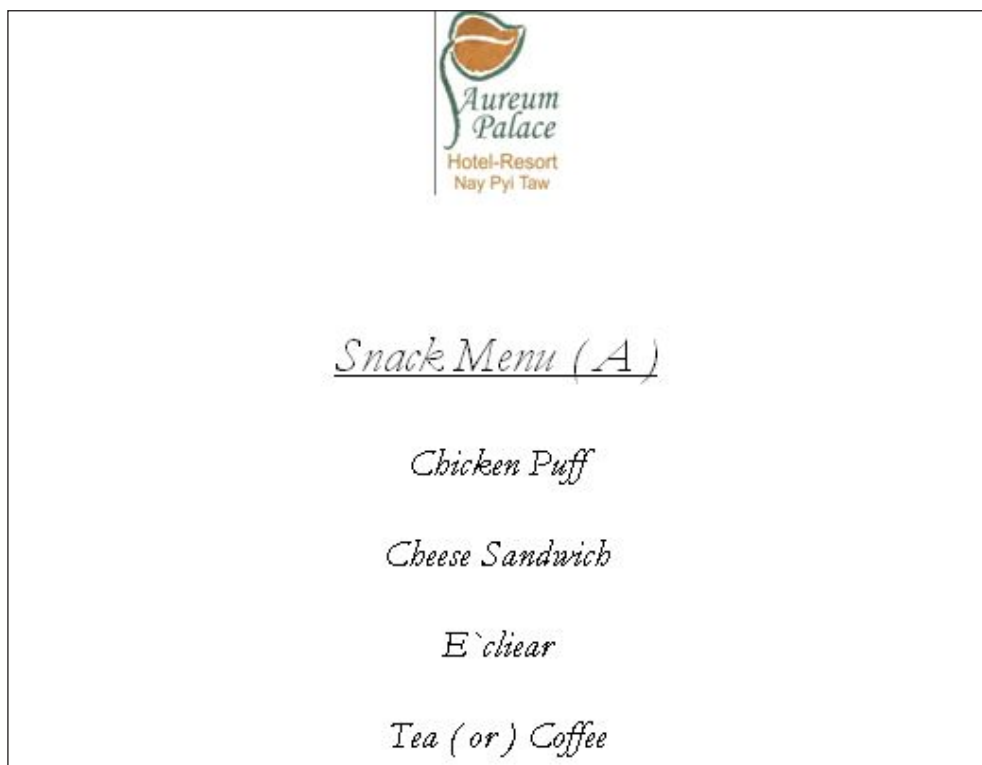 Aureum
Palace
Hotel-Resort
Nay Pyi Taw
Snack Menu ( A )
Chicken Puff
Cheese Sandwich
E`cliear
Tea ( or ) Coffee